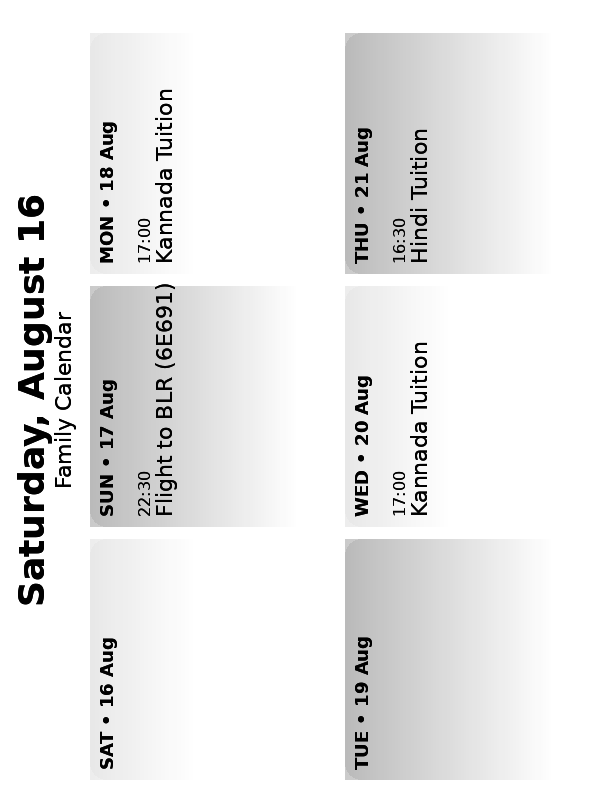 Saturday, August 16
Family Calendar
SAT • 16 Aug
SUN • 17 Aug
22:30
Flight to BLR (6E691)
MON • 18 Aug
17:00
Kannada Tuition
TUE • 19 Aug
WED • 20 Aug
17:00
Kannada Tuition
THU • 21 Aug
16:30
Hindi Tuition